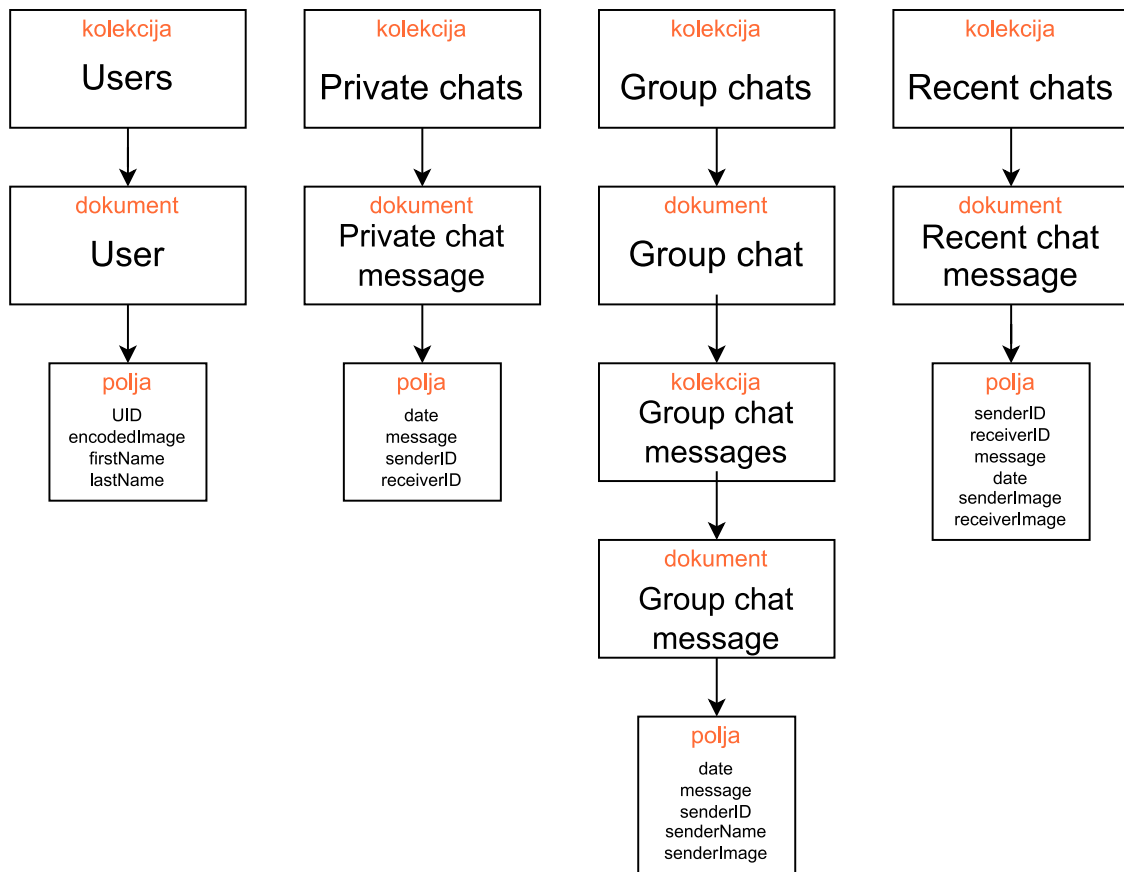 kolekcija
Users
dokument
User
polja
UID
encodedImage
firstName
lastName
kolekcija
Private chats
dokument
Private chat
message
polja
date
message
senderID
receiverID
kolekcija
Group chats
dokument
Group chat
kolekcija
Group chat
messages
dokument
Group chat
message
polja
date
message
senderID
senderName
senderImage
kolekcija
Recent chats
dokument
Recent chat
message
polja
senderID
receiverID
message
date
senderImage
receiverImage